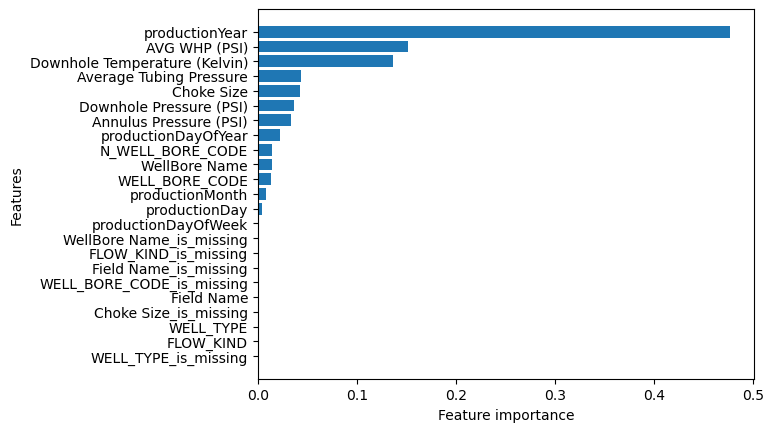 productionYear
AVG WHP (PSI)
Downhole Temperature (Kelvin)
Average Tubing Pressure
Choke Size
Downhole Pressure (PSI)
Annulus Pressure (PSI)
productionDayOfYear
N_WELL_BORE_CODE
WellBore Name
WELL_BORE_CODE
productionMonth
productionDay
productionDayOfWeek
WellBore Name_is_missing
FLOW_KIND_is_missing
Field Name_is_missing
WELL_BORE_CODE_is_missing
Field Name
Choke Size_is_missing
WELL_TYPE
FLOW_KIND
WELL_TYPE_is_missing
Features
0.0 0.1 0.2 0.3 0.4 0.5
Feature importance